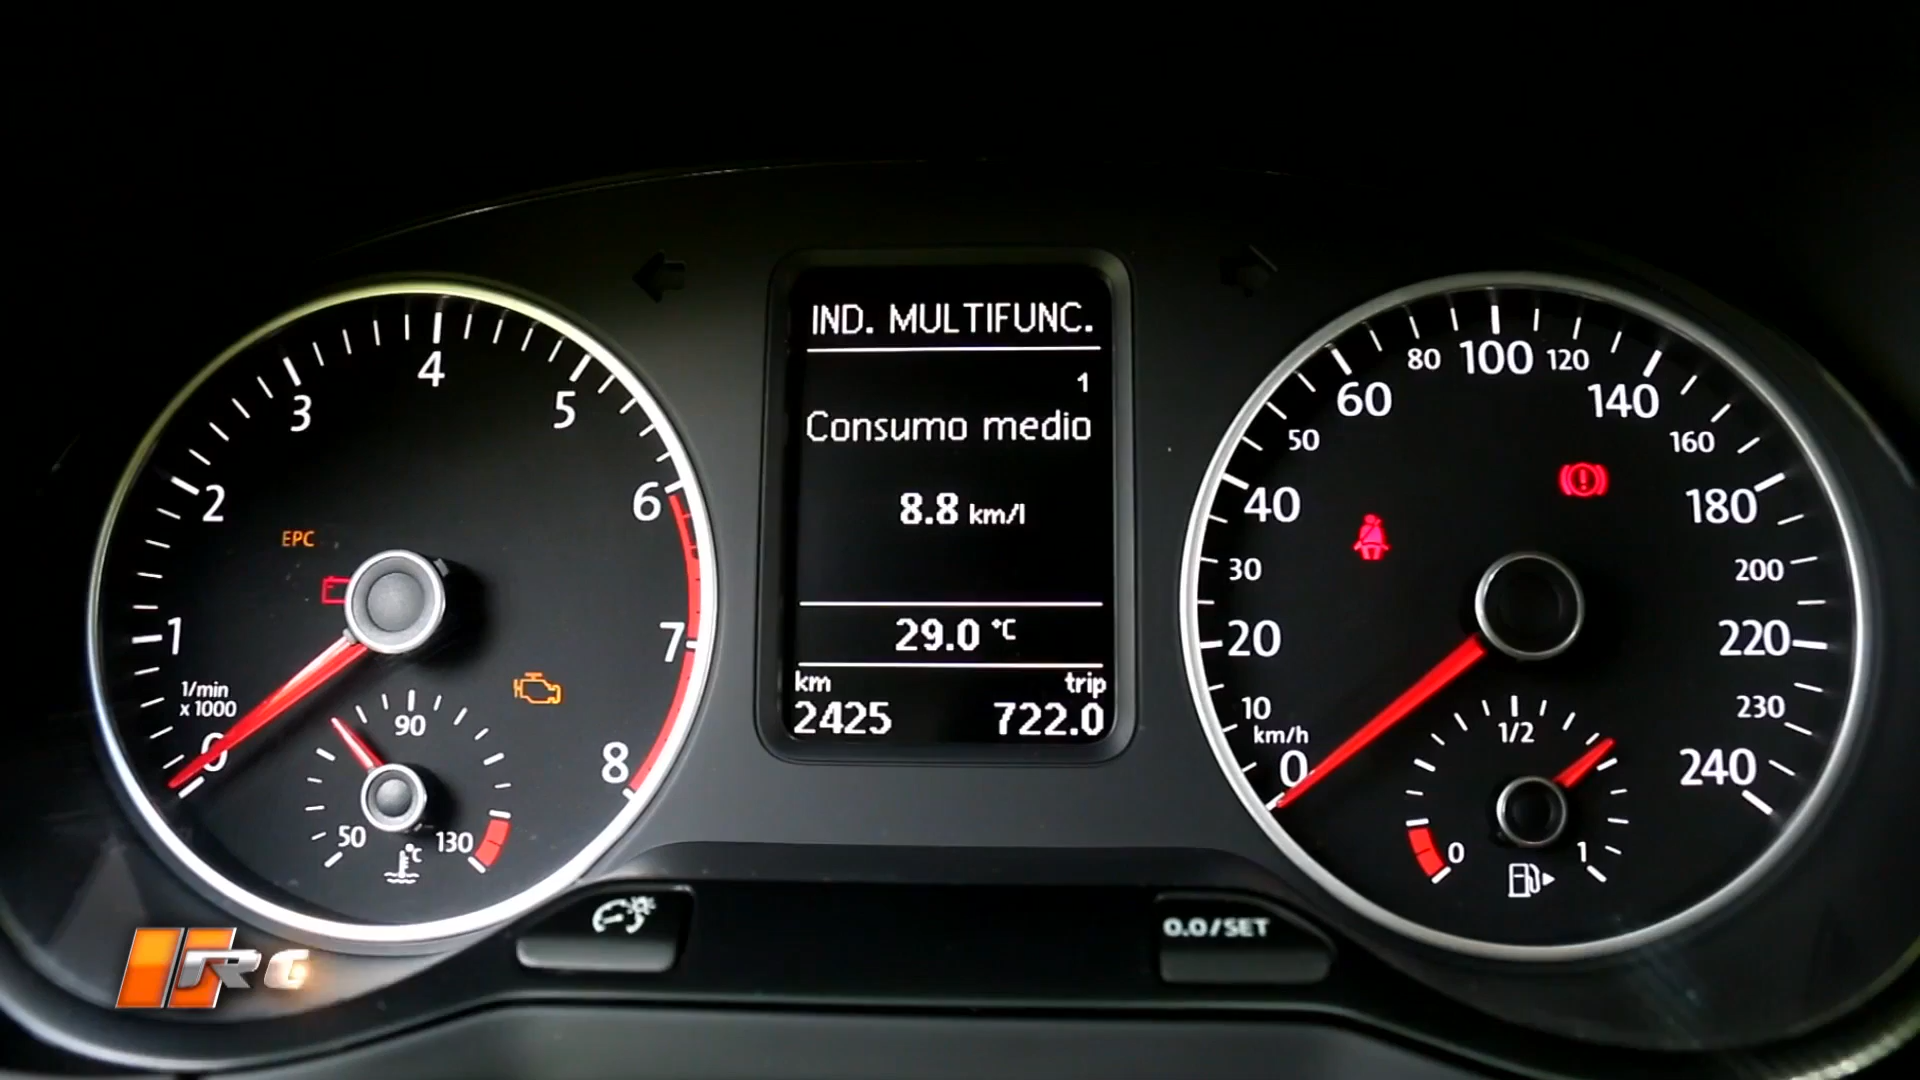 4
3
5
2
6
EPC
1
7
1/min
x 1000
0
8
90
50
130
°C
IND. MULTIFUNC.
1
Consumo medio
8.8 km/l
29.0 °C
km
trip
2425
722.0
80
100
120
60
140
50
160
40
180
30
200
20
220
10
230
km/h
0
240
1/2
0
1
0.0/SET
RG